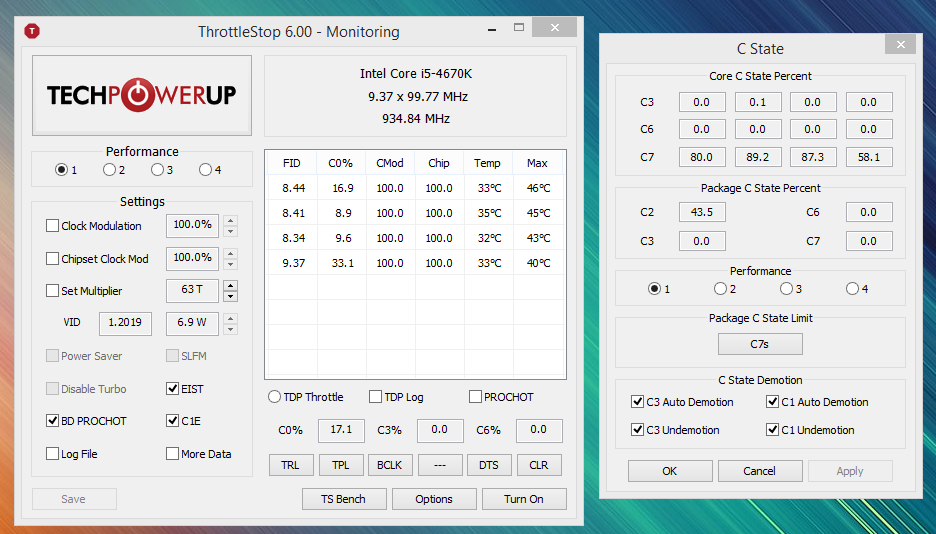 ThrottleStop 6.00 - Monitoring
T
TECHPOWERUP
Intel Core i5-4670K
9.37 x 99.77 MHz
934.84 MHz
Performance
1 2 3 4
Settings
Clock Modulation 100.0%
Chipset Clock Mod 100.0%
Set Multiplier 63 T
VID 1.2019 6.9 W
Power Saver SLFM
Disable Turbo EIST
BD PROCHOT C1E
Log File More Data
Save
FID C0% CMod Chip Temp Max
8.44 16.9 100.0 100.0 33°C 46°C
8.41 8.9 100.0 100.0 35°C 45°C
8.34 9.6 100.0 100.0 32°C 43°C
9.37 33.1 100.0 100.0 33°C 40°C
TDP Throttle TDP Log PROCHOT
C0% 17.1 C3% 0.0 C6% 0.0
TRL TPL BCLK --- DTS CLR
TS Bench Options Turn On
C State
Core C State Percent
C3 0.0 0.1 0.0 0.0
C6 0.0 0.0 0.0 0.0
C7 80.0 89.2 87.3 58.1
Package C State Percent
C2 43.5 C6 0.0
C3 0.0 C7 0.0
Performance
1 2 3 4
Package C State Limit
C7s
C State Demotion
C3 Auto Demotion C1 Auto Demotion
C3 Undemotion C1 Undemotion
OK Cancel Apply